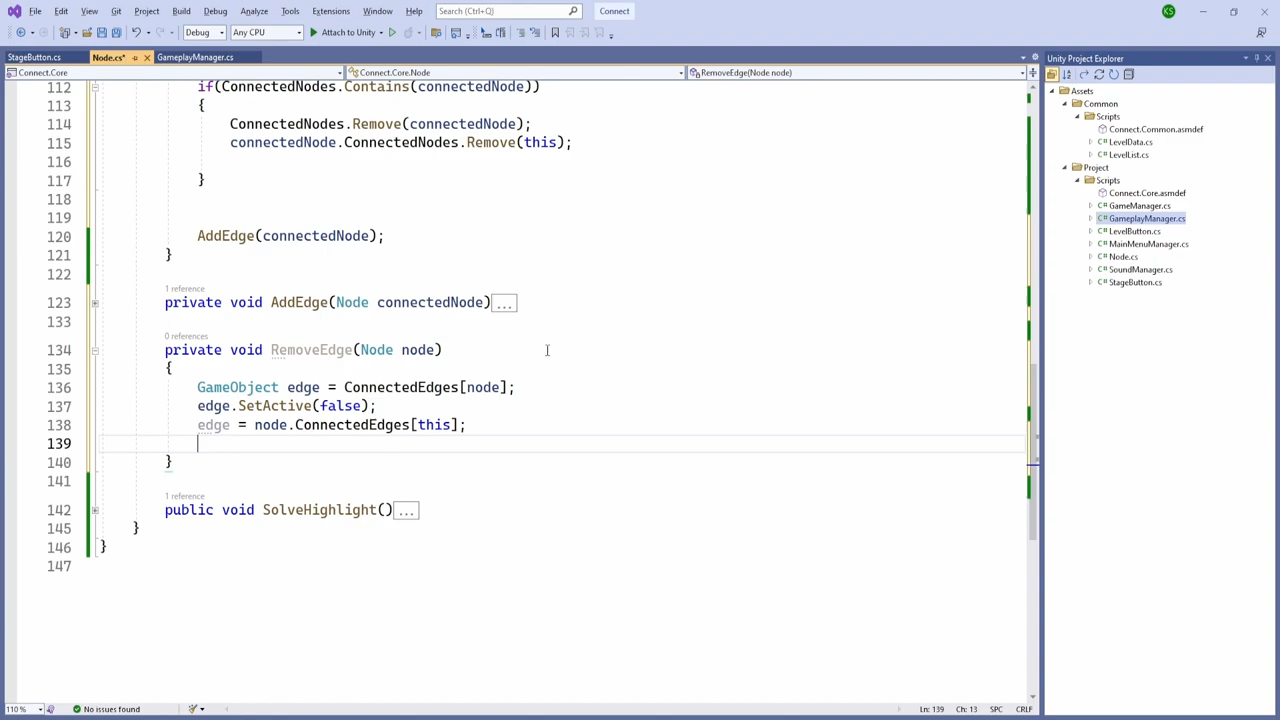 File Edit View Git Project Build Debug Analyze Tools Extensions Window Help Search (Ctrl+Q) Connect KS
Debug Any CPU Attach to Unity
StageButton.cs Node.cs* GameplayManager.cs Unity Project Explorer
Connect.Core Connect.Core.Node RemoveEdge(Node node)
112 if(ConnectedNodes.Contains(connectedNode))
113 {
114 ConnectedNodes.Remove(connectedNode);
115 connectedNode.ConnectedNodes.Remove(this);
116
117 }
118
119
120 AddEdge(connectedNode);
121 }
122
1 reference
123 private void AddEdge(Node connectedNode)...
133
0 references
134 private void RemoveEdge(Node node)
135 {
136 GameObject edge = ConnectedEdges[node];
137 edge.SetActive(false);
138 edge = node.ConnectedEdges[this];
139
140 }
141
1 reference
142 public void SolveHighlight()...
145 }
146 }
147
Assets
Common
Scripts
Connect.Common.asmdef
C# LevelData.cs
C# LevelList.cs
Project
Scripts
Connect.Core.asmdef
C# GameManager.cs
C# GameplayManager.cs
C# LevelButton.cs
C# MainMenuManager.cs
C# Node.cs
C# SoundManager.cs
C# StageButton.cs
110 % No issues found Ln: 139 Ch: 13 SPC CRLF